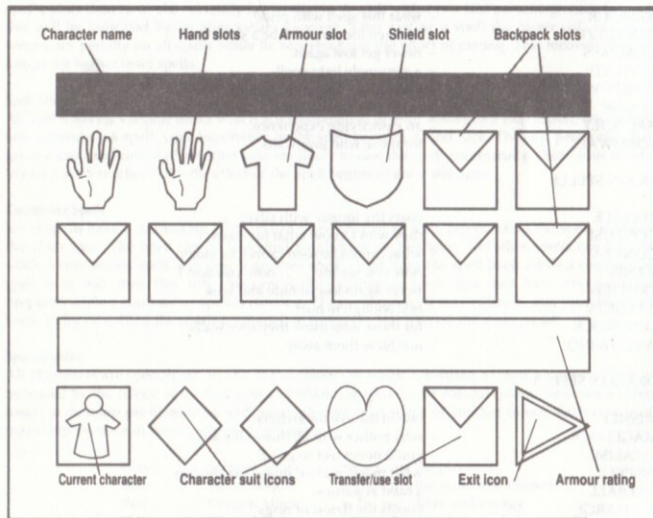 Character name Hand slots Armour slot Shield slot Backpack slots
Current character Character suit icons Transfer/use slot Exit icon Armour rating